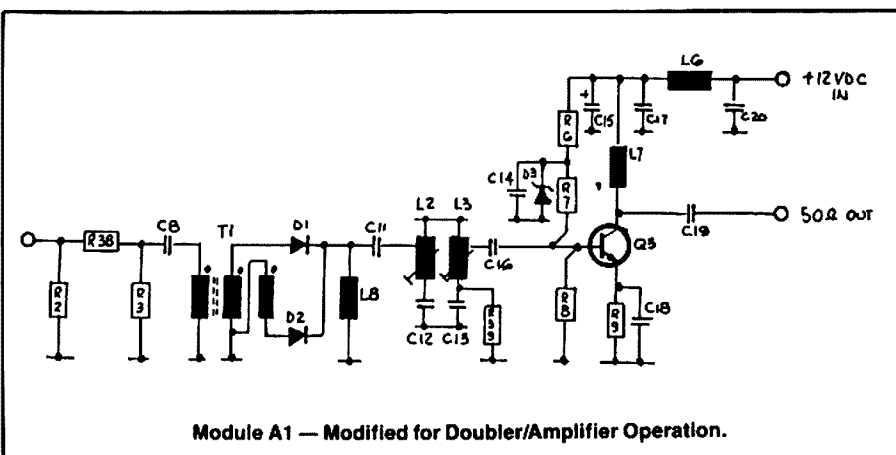 L6
+12VDC
IN
R6
+
C15
C17
C20
L7
C14
D3
R7
L2
L3
50Ω OUT
C19
Q3
R38
C8
T1
D1
C11
C16
R2
R3
L8
D2
R8
R9
C18
C12
C13
R39
Module A1 — Modified for Doubler/Amplifier Operation.